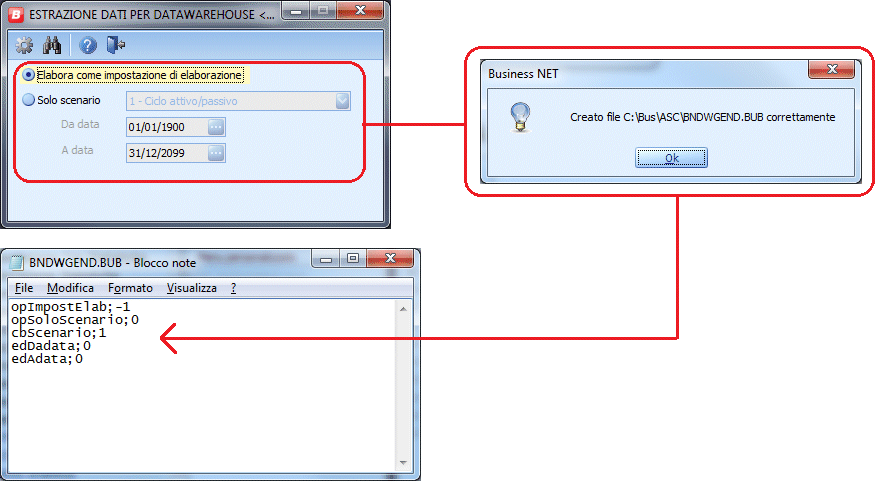 ESTRAZIONE DATI PER DATAWAREHOUSE <...
Elabora come impostazione di elaborazione
Solo scenario 1 - Ciclo attivo/passivo
Da data 01/01/1900 ...
A data 31/12/2099 ...
Business NET
Creato file C:\Bus\ASC\BNDWGEND.BUB correttamente
Ok
BNDWGEND.BUB - Blocco note
File Modifica Formato Visualizza ?
opImpostElab;-1
opSoloScenario;0
cbScenario;1
edDadata;0
edAdata;0